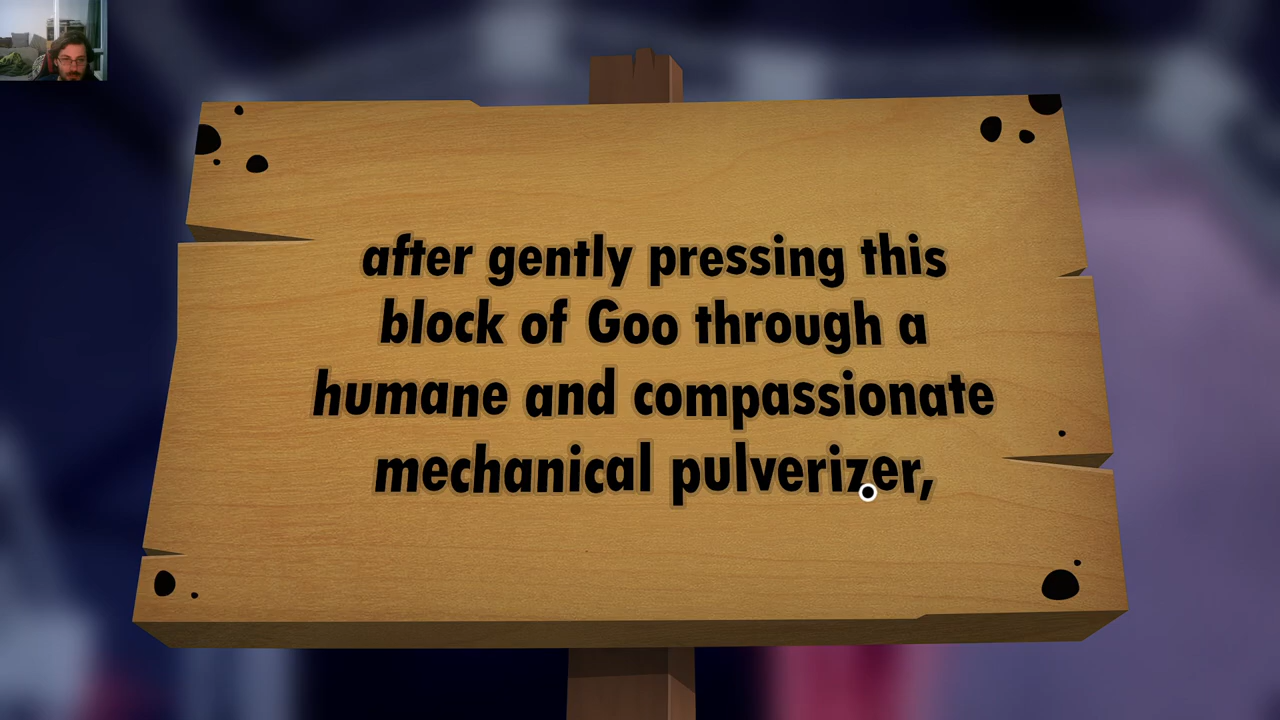 after gently pressing this
block of Goo through a
humane and compassionate
mechanical pulverizer,